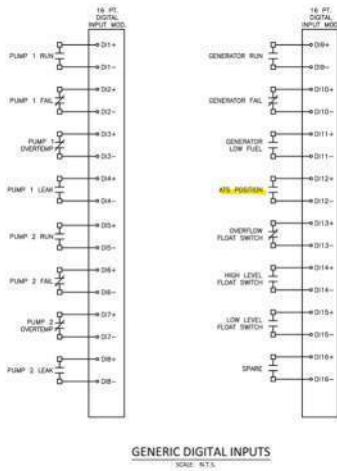 16 PT.
DIGITAL
INPUT MOD.
PUMP 1 RUN
DI1+
DI1-
PUMP 1 FAIL
DI2+
DI2-
PUMP 1
OVERTEMP
DI3+
DI3-
PUMP 1 LEAK
DI4+
DI4-
PUMP 2 RUN
DI5+
DI5-
PUMP 2 FAIL
DI6+
DI6-
PUMP 2
OVERTEMP
DI7+
DI7-
PUMP 2 LEAK
DI8+
DI8-
16 PT.
DIGITAL
INPUT MOD.
GENERATOR RUN
DI9+
DI9-
GENERATOR FAIL
DI10+
DI10-
GENERATOR
LOW FUEL
DI11+
DI11-
ATS POSITION
DI12+
DI12-
OVERFLOW
FLOAT SWITCH
DI13+
DI13-
HIGH LEVEL
FLOAT SWITCH
DI14+
DI14-
LOW LEVEL
FLOAT SWITCH
DI15+
DI15-
SPARE
DI16+
DI16-
GENERIC DIGITAL INPUTS
SCALE: N.T.S.